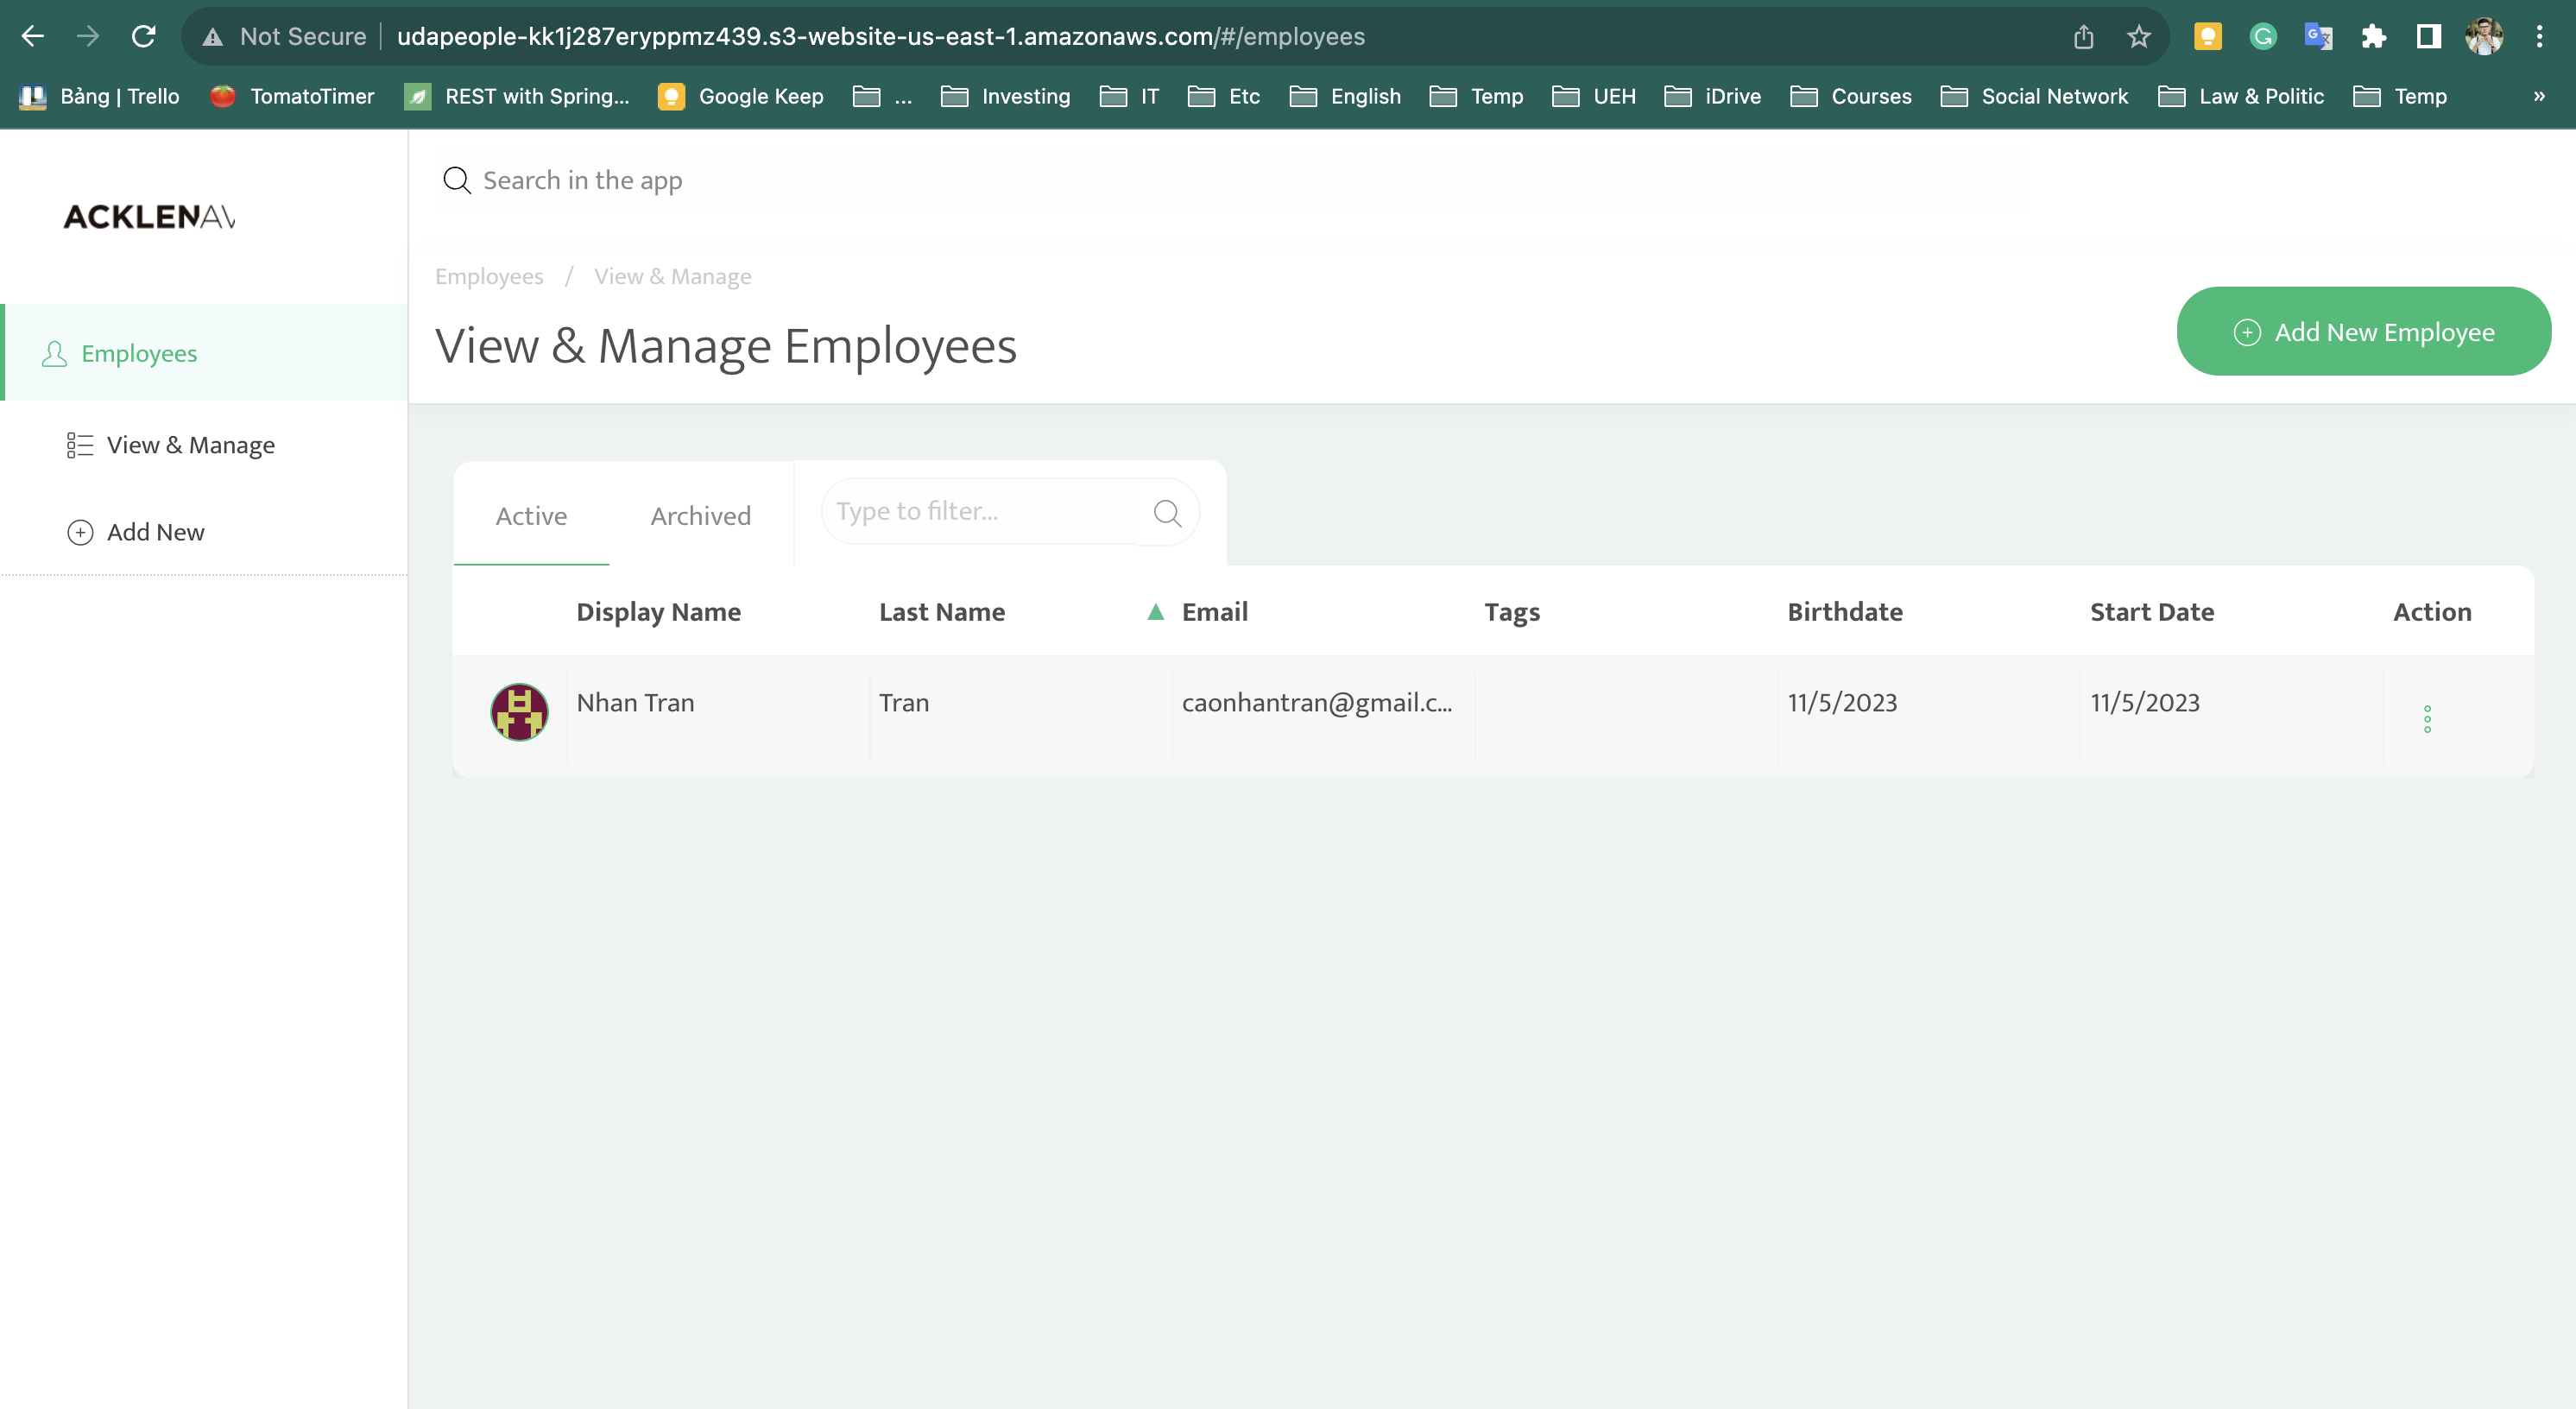 Not Secure | udapeople-kk1j287eryppmz439.s3-website-us-east-1.amazonaws.com/#/employees
Bảng | Trello TomatoTimer REST with Spring... Google Keep ... Investing IT Etc English Temp UEH iDrive Courses Social Network Law & Politic Temp »
ACKLENAV
Search in the app
Employees / View & Manage
View & Manage Employees
Add New Employee
Employees
View & Manage
Add New
Active Archived Type to filter...
Display Name Last Name Email Tags Birthdate Start Date Action
Nhan Tran Tran caonhantran@gmail.c... 11/5/2023 11/5/2023